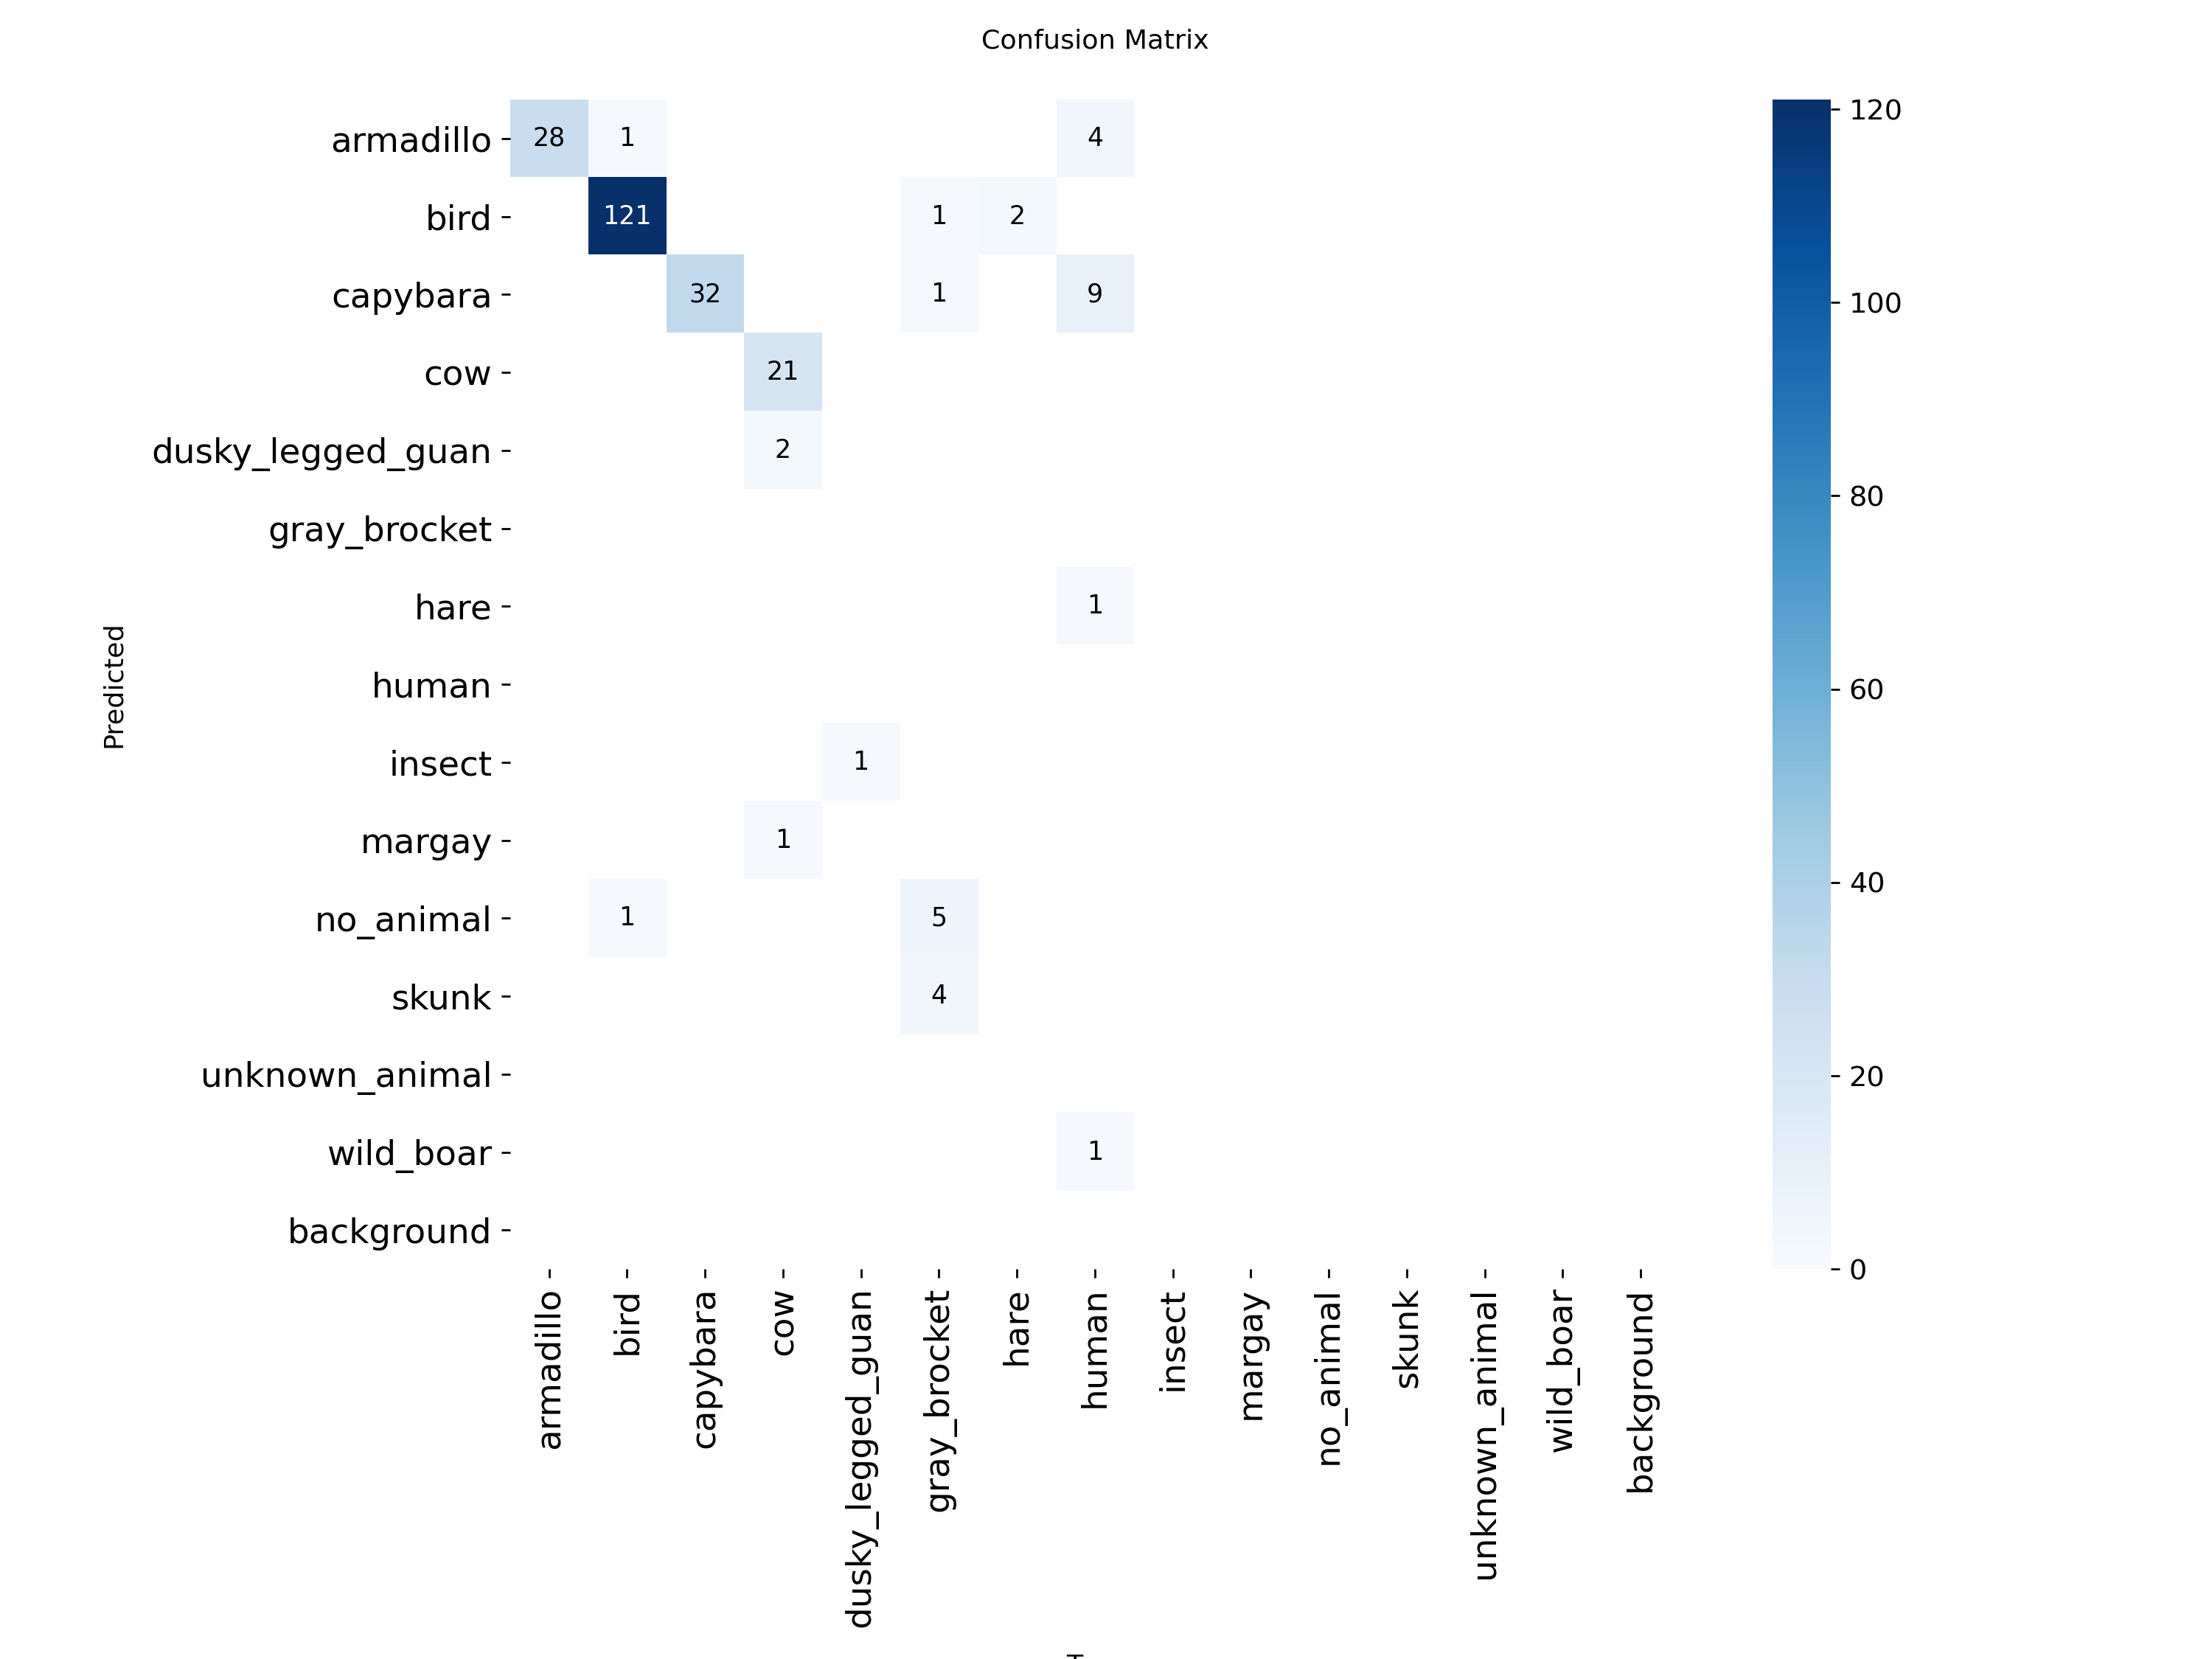 Confusion Matrix
armadillo
28 1 4
bird
121 1 2
capybara
32 1 9
cow
21
dusky_legged_guan
2
gray_brocket
hare
1
human
insect
1
margay
1
no_animal
1 5
skunk
4
unknown_animal
wild_boar
1
background
Predicted
armadillo
bird
capybara
cow
dusky_legged_guan
gray_brocket
hare
human
insect
margay
no_animal
skunk
unknown_animal
wild_boar
background
120
100
80
60
40
20
0